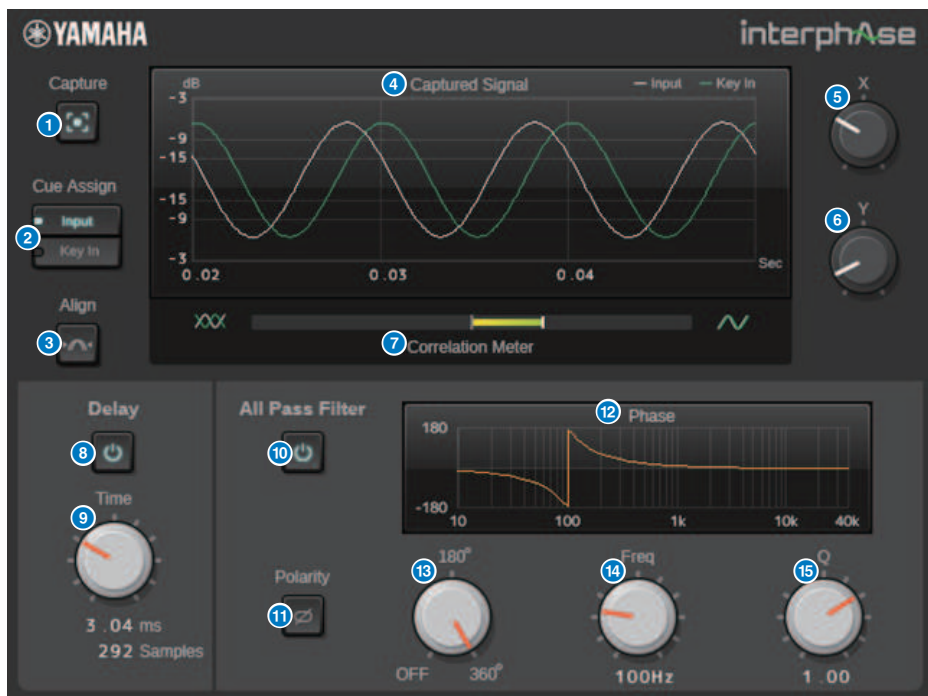 YAMAHA
interphAse
Capture
1
Cue Assign
2
Input
Key In
Align
3
dB
4 Captured Signal
Input
Key In
-3
-9
-15
-15
-9
-3
0.02
0.03
0.04
Sec
7
Correlation Meter
5
X
6
Y
Delay
8
Time
9
3.04 ms
292 Samples
All Pass Filter
10
Polarity
11
12 Phase
180
-180
10
100
1k
10k
40k
13
180°
OFF
360°
14
Freq
100Hz
15
Q
1.00